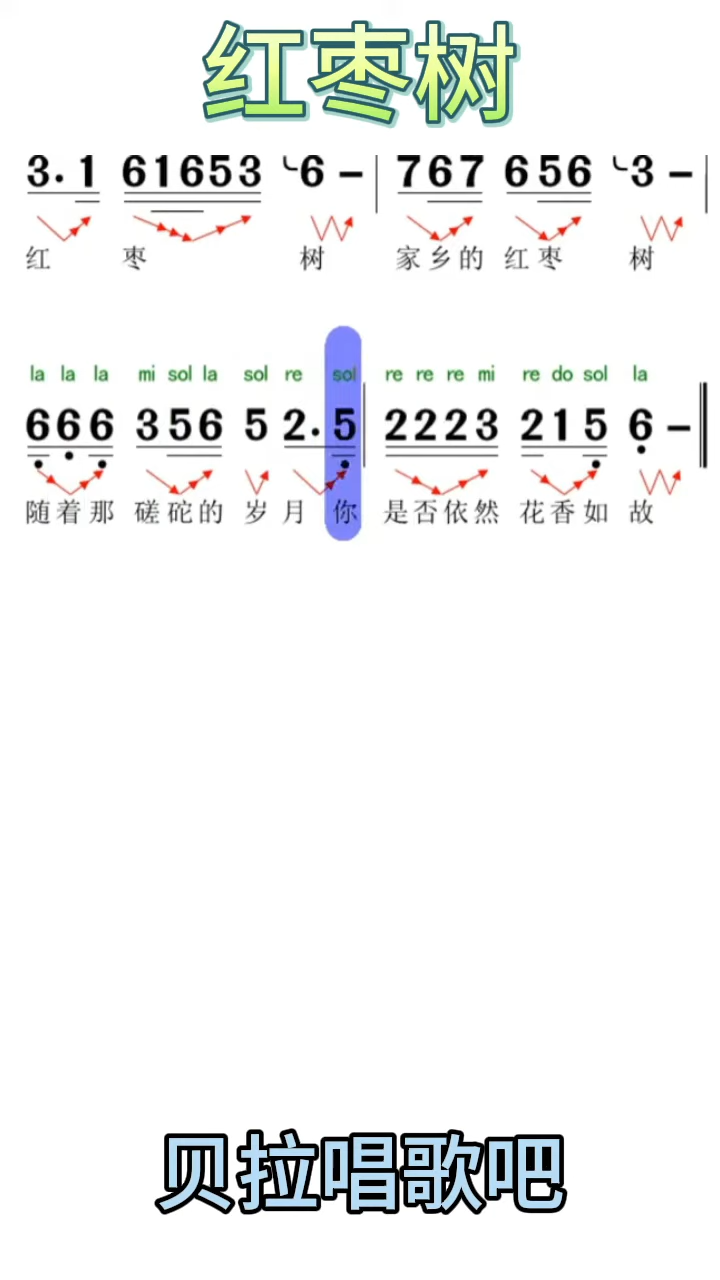 红枣树
3. 1 61653 6 – | 767 656 3 – |
红 枣 树 家乡的 红枣 树
la la la mi sol la sol re sol re re re mi re do sol la
666 356 5 2. 5 | 2223 215 6 –
随着那 磋砣的 岁 月 你 是否依然 花香如 故
贝拉唱歌吧